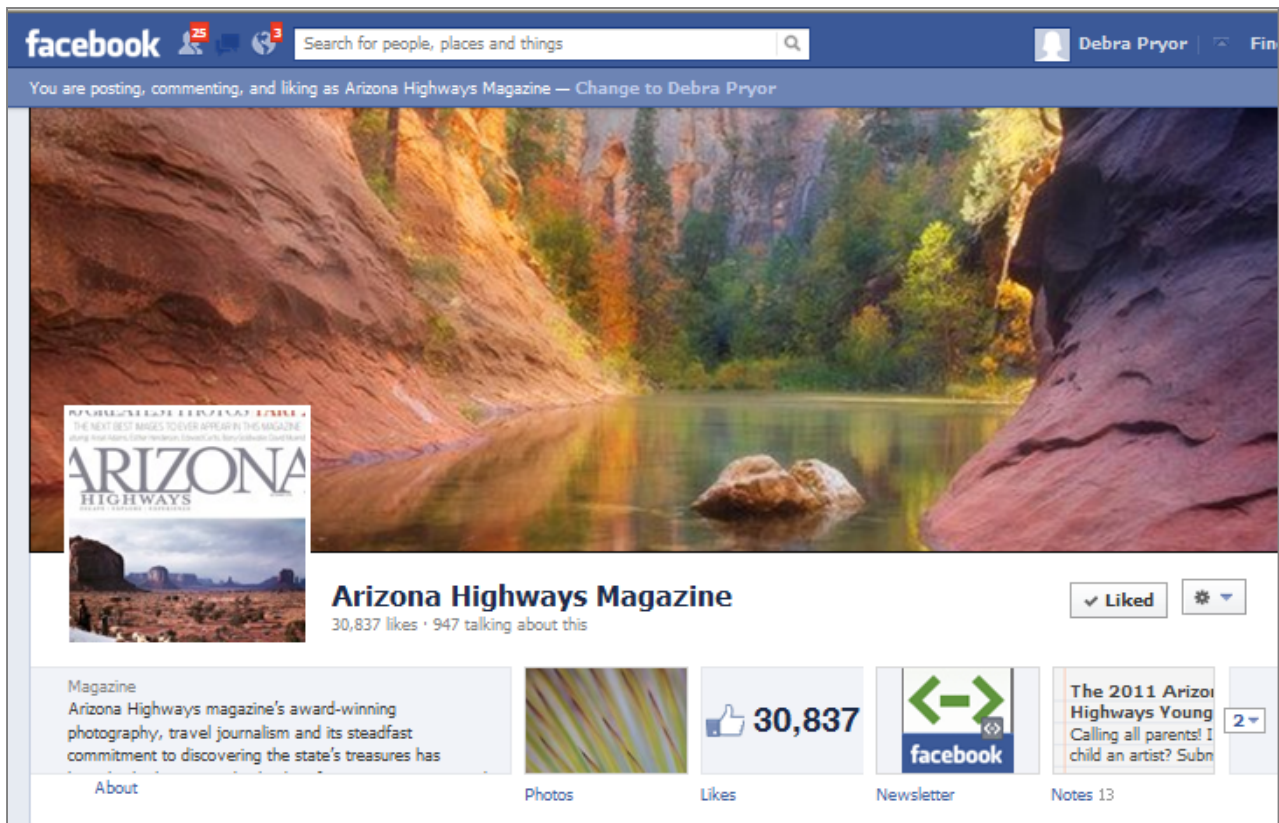 facebook 25 3 Search for people, places and things Debra Pryor Fin
You are posting, commenting, and liking as Arizona Highways Magazine — Change to Debra Pryor
THE NEXT BEST IMAGES TO EVER APPEAR IN THIS MAGAZINE
ARIZONA
HIGHWAYS
Arizona Highways Magazine
30,837 likes · 947 talking about this
✓ Liked
Magazine
Arizona Highways magazine's award-winning
photography, travel journalism and its steadfast
commitment to discovering the state's treasures has
About
Photos
30,837
Likes
facebook
Newsletter
The 2011 Arizo
Highways Young
Calling all parents! I
child an artist? Subm
Notes 13
2